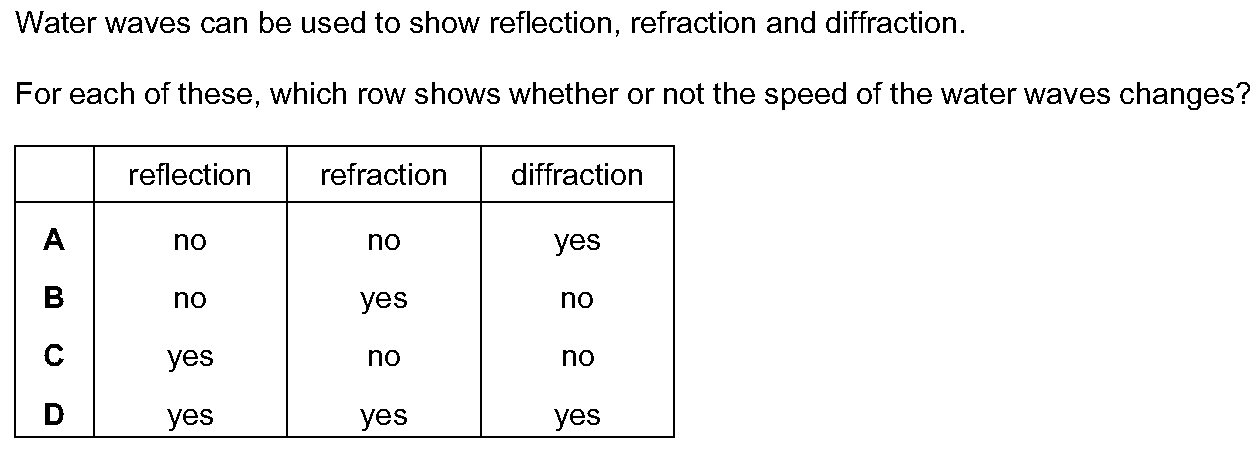 Water waves can be used to show reflection, refraction and diffraction.
For each of these, which row shows whether or not the speed of the water waves changes?
reflection refraction diffraction
A no no yes
B no yes no
C yes no no
D yes yes yes